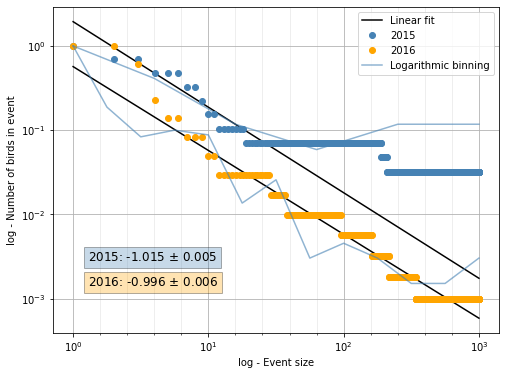 Linear fit
2015
2016
Logarithmic binning
log - Number of birds in event
10⁰
10⁻¹
10⁻²
10⁻³
2015: -1.015 ± 0.005
2016: -0.996 ± 0.006
10⁰
10¹
10²
10³
log - Event size